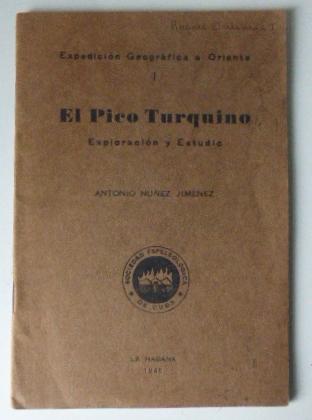 Expedición Geográfica a Oriente
I
El Pico Turquino
Exploración y Estudio
ANTONIO NUÑEZ JIMENEZ
SOCIEDAD ESPELEOLOGICA
DE CUBA
LA HABANA